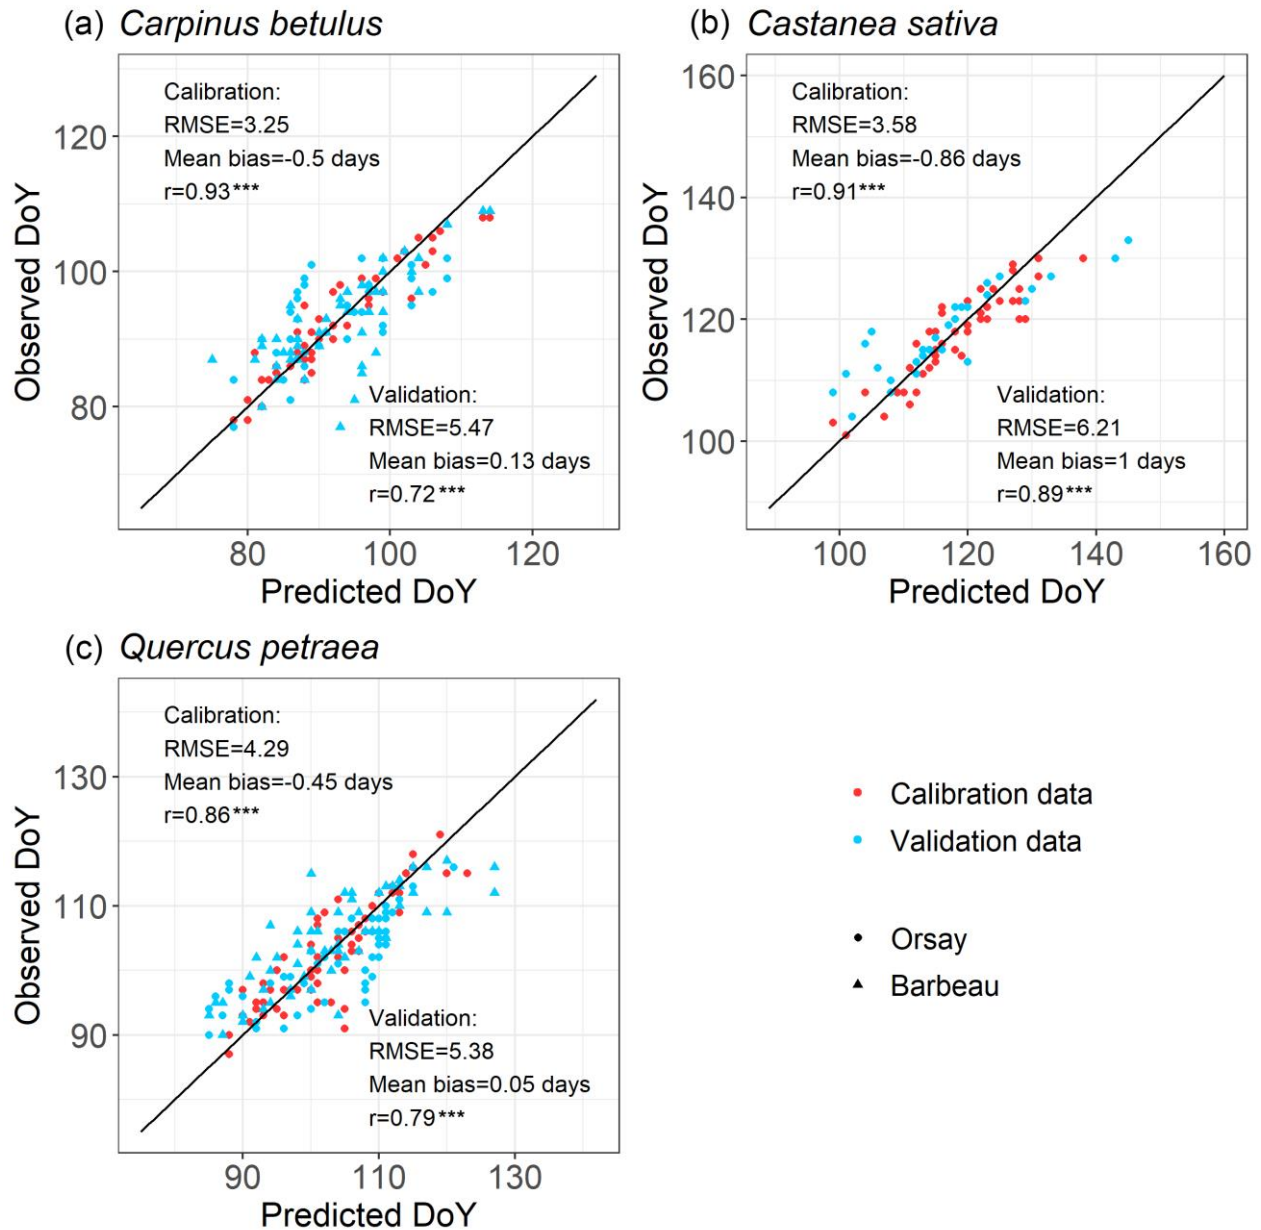 (a) Carpinus betulus
Calibration:
RMSE=3.25
Mean bias=-0.5 days
r=0.93***
Validation:
RMSE=5.47
Mean bias=0.13 days
r=0.72***
120
100
80
Observed DoY
80 100 120
Predicted DoY
(b) Castanea sativa
Calibration:
RMSE=3.58
Mean bias=-0.86 days
r=0.91***
Validation:
RMSE=6.21
Mean bias=1 days
r=0.89***
160
140
120
100
Observed DoY
100 120 140 160
Predicted DoY
(c) Quercus petraea
Calibration:
RMSE=4.29
Mean bias=-0.45 days
r=0.86***
Validation:
RMSE=5.38
Mean bias=0.05 days
r=0.79***
130
110
90
Observed DoY
90 110 130
Predicted DoY
Calibration data
Validation data
Orsay
Barbeau